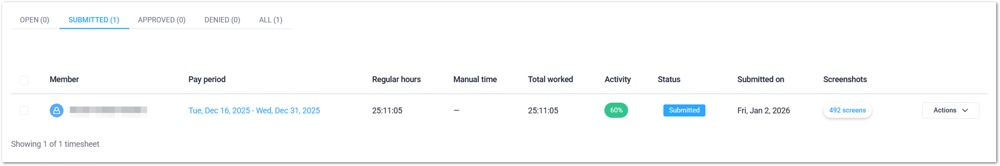 OPEN (0) SUBMITTED (1) APPROVED (0) DENIED (0) ALL (1)
Member Pay period Regular hours Manual time Total worked Activity Status Submitted on Screenshots
Tue, Dec 16, 2025 - Wed, Dec 31, 2025 25:11:05 — 25:11:05 60% Submitted Fri, Jan 2, 2026 492 screens Actions
Showing 1 of 1 timesheet